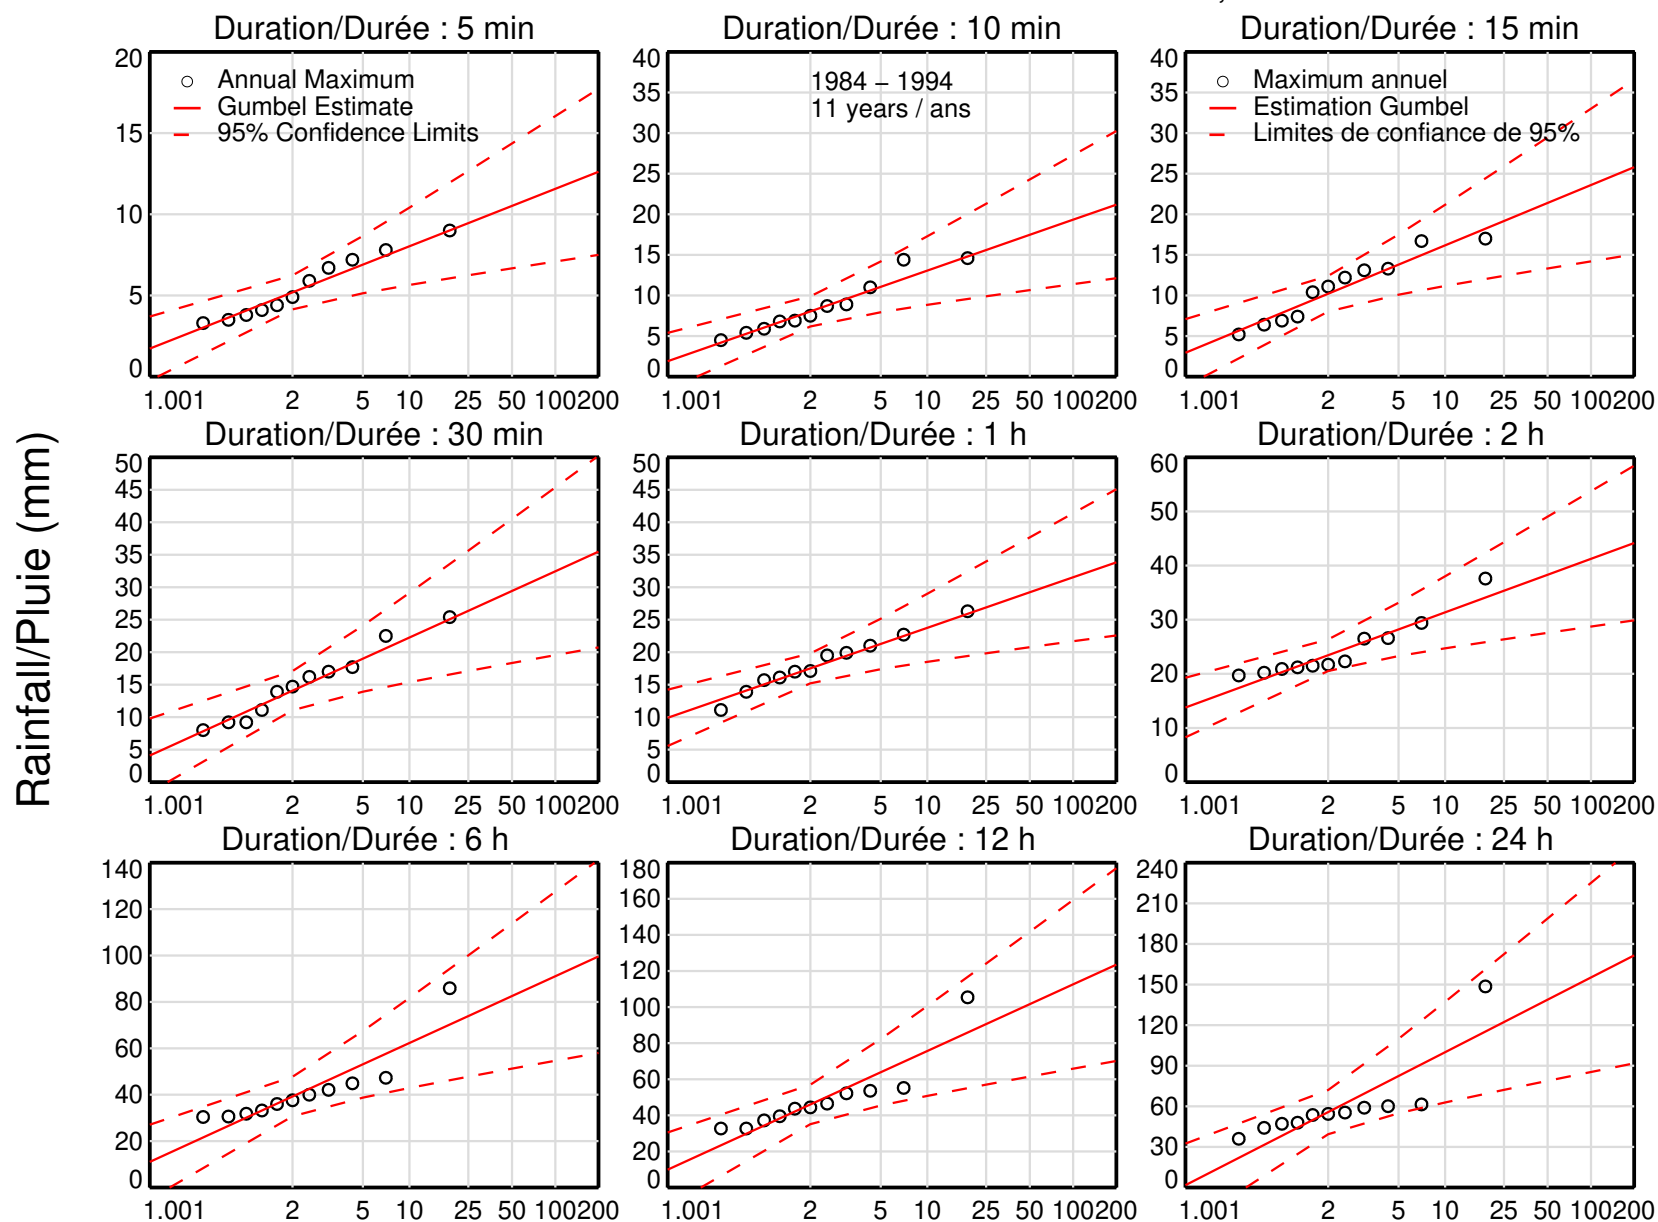 Duration/Durée : 5 min
20
15
10
5
0
Annual Maximum
Gumbel Estimate
95% Confidence Limits
1.001 2 5 10 25 50 100200
Duration/Durée : 10 min
40
35
30
25
20
15
10
5
0
1984 – 1994
11 years / ans
1.001 2 5 10 25 50 100200
Duration/Durée : 15 min
40
35
30
25
20
15
10
5
0
Maximum annuel
Estimation Gumbel
Limites de confiance de 95%
1.001 2 5 10 25 50 100200
Rainfall/Pluie (mm)
Duration/Durée : 30 min
50
45
40
35
30
25
20
15
10
5
0
1.001 2 5 10 25 50 100200
Duration/Durée : 1 h
50
45
40
35
30
25
20
15
10
5
0
1.001 2 5 10 25 50 100200
Duration/Durée : 2 h
60
50
40
30
20
10
0
1.001 2 5 10 25 50 100200
Duration/Durée : 6 h
140
120
100
80
60
40
20
0
1.001 2 5 10 25 50 100200
Duration/Durée : 12 h
180
160
140
120
100
80
60
40
20
0
1.001 2 5 10 25 50 100200
Duration/Durée : 24 h
240
210
180
150
120
90
60
30
0
1.001 2 5 10 25 50 100200